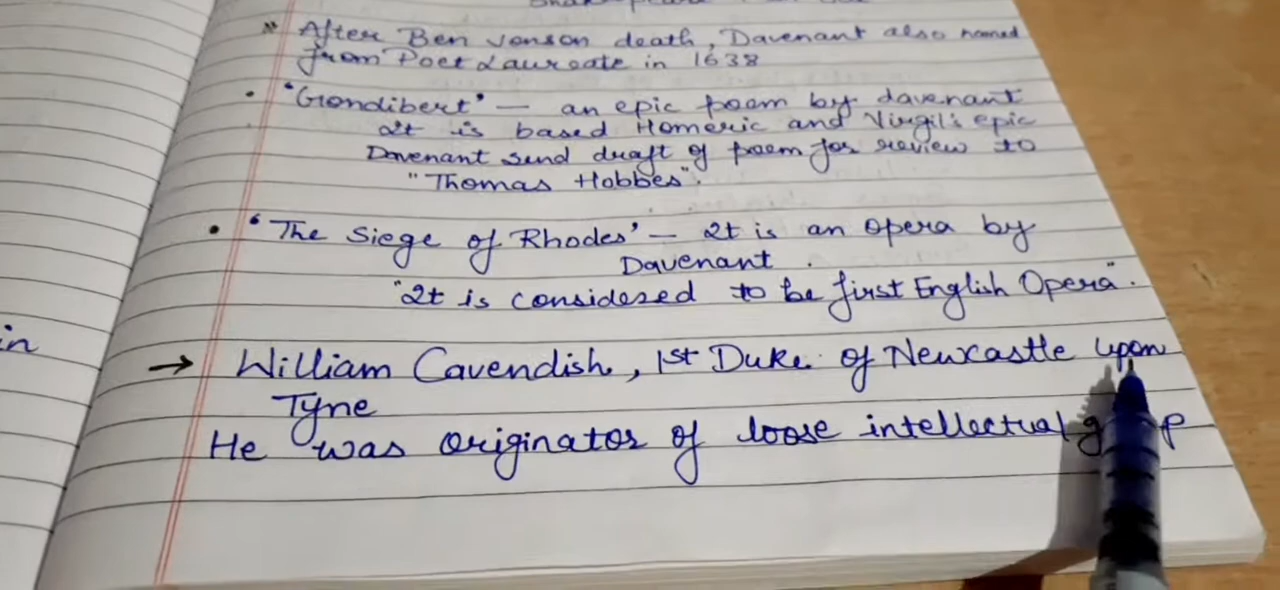 After Ben Jonson death, Davenant also named
from Poet Laureate in 1638
• 'Gondibert' — an epic poem by davenant
It is based Homeric and Virgil's epic
Davenant send draft of poem for review to
"Thomas Hobbes".
• 'The Siege of Rhodes' — It is an opera by
Davenant.
"It is considered to be first English Opera".
in
→ William Cavendish, 1st Duke of Newcastle upon
Tyne
He was originator of loose intellectual